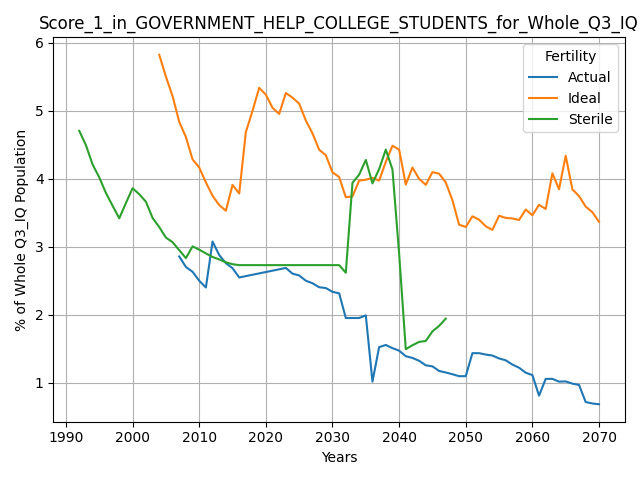 Score_1_in_GOVERNMENT_HELP_COLLEGE_STUDENTS_for_Whole_Q3_IQ
Fertility
Actual
Ideal
Sterile
% of Whole Q3_IQ Population
6
5
4
3
2
1
1990 2000 2010 2020 2030 2040 2050 2060 2070
Years